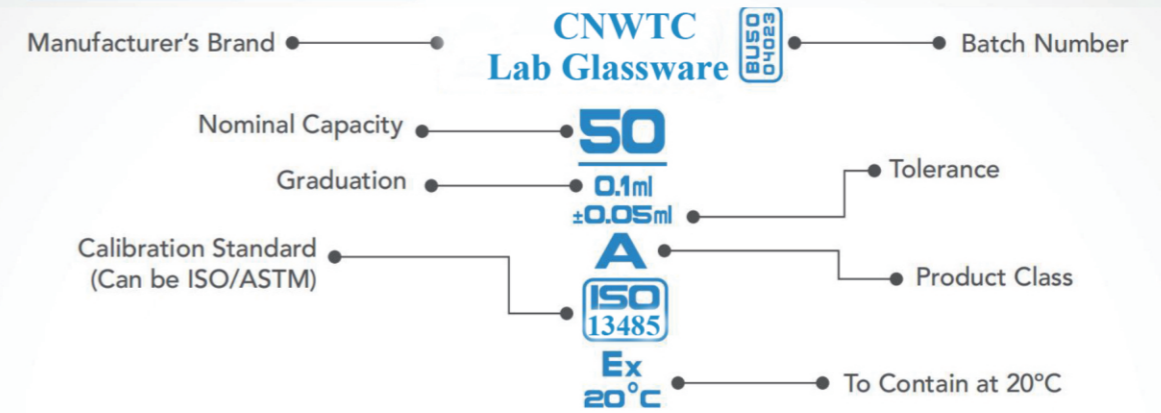 CNWTC
Manufacturer's Brand
Lab Glassware
BUSO
04023
Batch Number
Nominal Capacity
50
Graduation
0.1ml
Tolerance
±0.05ml
Calibration Standard
(Can be ISO/ASTM)
A
Product Class
ISO
13485
Ex
20°C
To Contain at 20°C